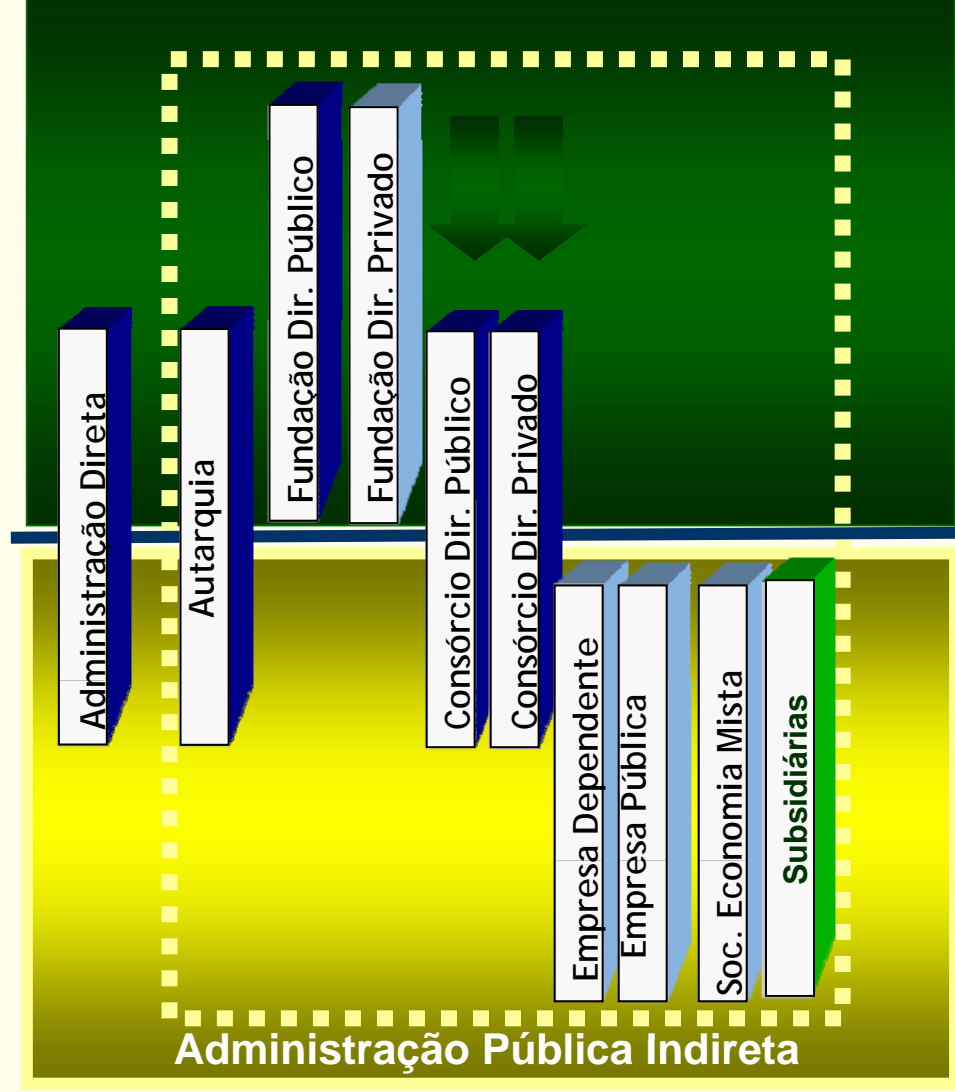 Administração Direta
Autarquia
Fundação Dir. Público
Fundação Dir. Privado
Consórcio Dir. Público
Consórcio Dir. Privado
Empresa Dependente
Empresa Pública
Soc. Economia Mista
Subsidiárias
Administração Pública Indireta